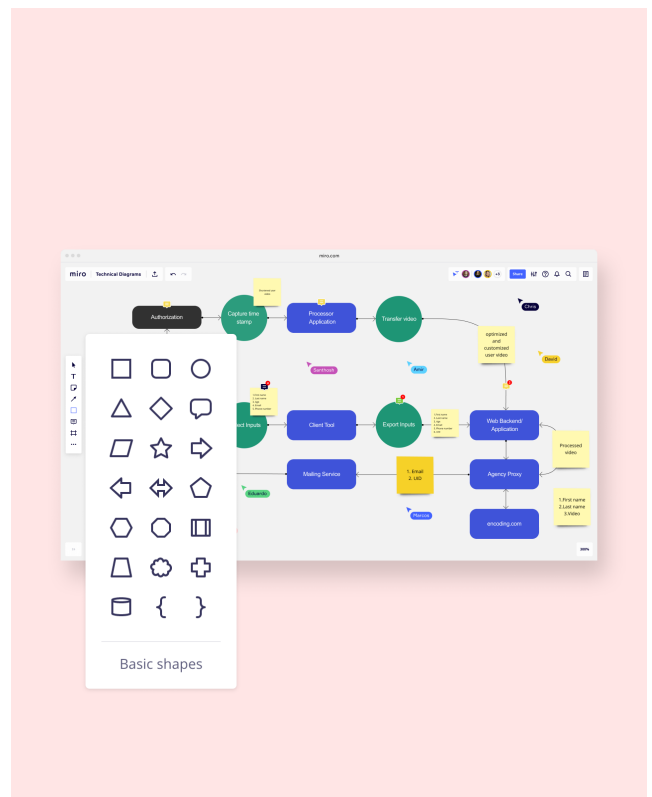 miro.com
miro
Technical Diagrams
+3
Share
Chris
Authorization
Capture time
stamp
Processor
Application
Transfer video
optimized
and
customized
user video
David
Santhosh
Amr
T
Client Tool
Export Inputs
Web Backend/
Application
Processed
video
Mailing Service
1. Email
2. UID
Agency Proxy
Eduardo
Marcos
1.First name
2.Last name
3.Video
encoding.com
{ }
Basic shapes